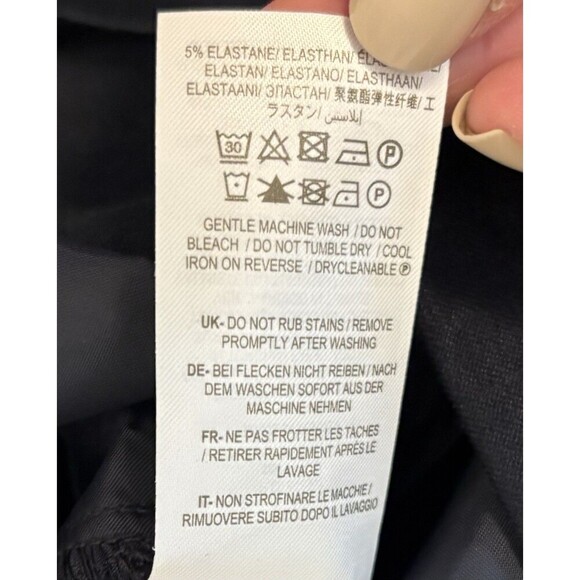 5% ELASTANE/ ELASTHAN/
ELASTAN/ ELASTANO/ ELASTHAAN/
ELASTAANI/ ЭЛАСТАН/ 聚氨酯弹性纤维/ エ
ラスタン/ إيلاستين/
30 P
P
GENTLE MACHINE WASH / DO NOT
BLEACH / DO NOT TUMBLE DRY / COOL
IRON ON REVERSE / DRYCLEANABLE Ⓟ
UK- DO NOT RUB STAINS / REMOVE
PROMPTLY AFTER WASHING
DE- BEI FLECKEN NICHT REIBEN / NACH
DEM WASCHEN SOFORT AUS DER
MASCHINE NEHMEN
FR- NE PAS FROTTER LES TACHES
/ RETIRER RAPIDEMENT APRÈS LE
LAVAGE
IT- NON STROFINARE LE MACCHIE /
RIMUOVERE SUBITO DOPO IL LAVAGGIO